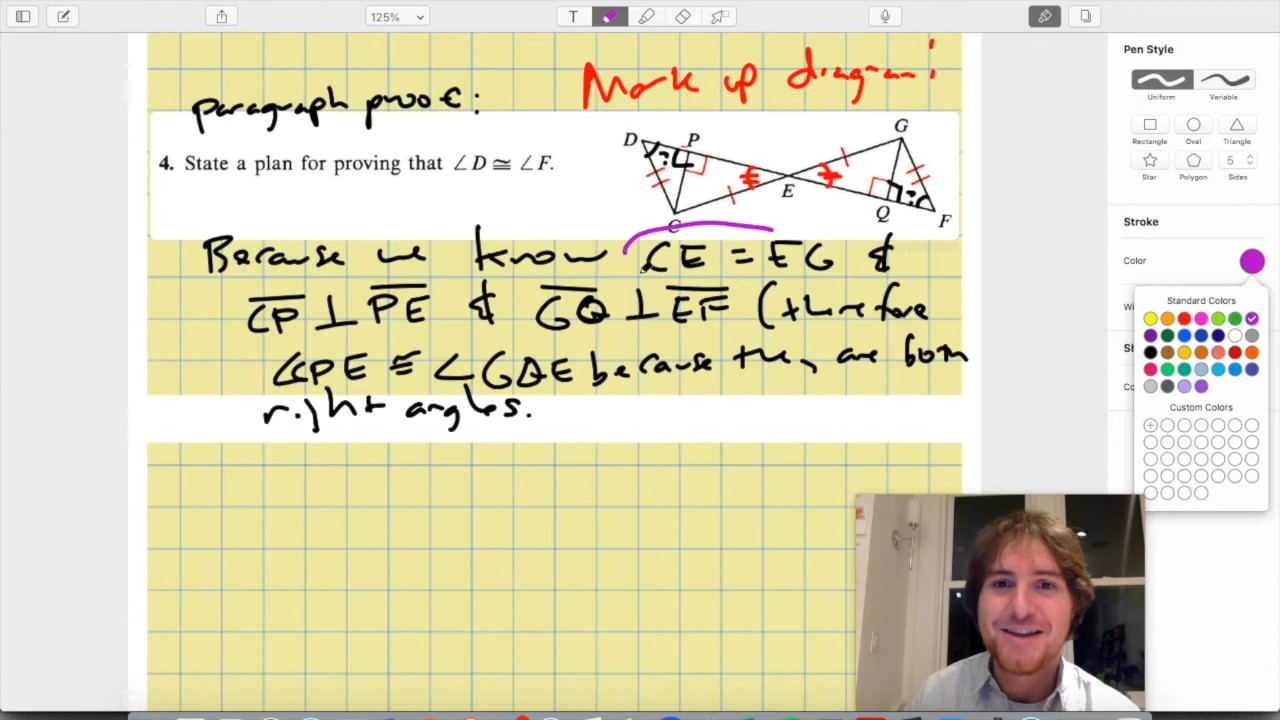 125%
T
Pen Style
Uniform
Variable
Rectangle
Oval
Triangle
Star
Polygon
5
Sides
Stroke
Color
Standard Colors
Custom Colors
Mark up diagram!
paragraph proof:
4. State a plan for proving that ∠D ≅ ∠F.
D
P
G
E
C
Q
F
Because we know CE = EG &
CP ⊥ PE & GQ ⊥ EF (therefore
∠CPE ≅ ∠GQE because they are both
right angles.